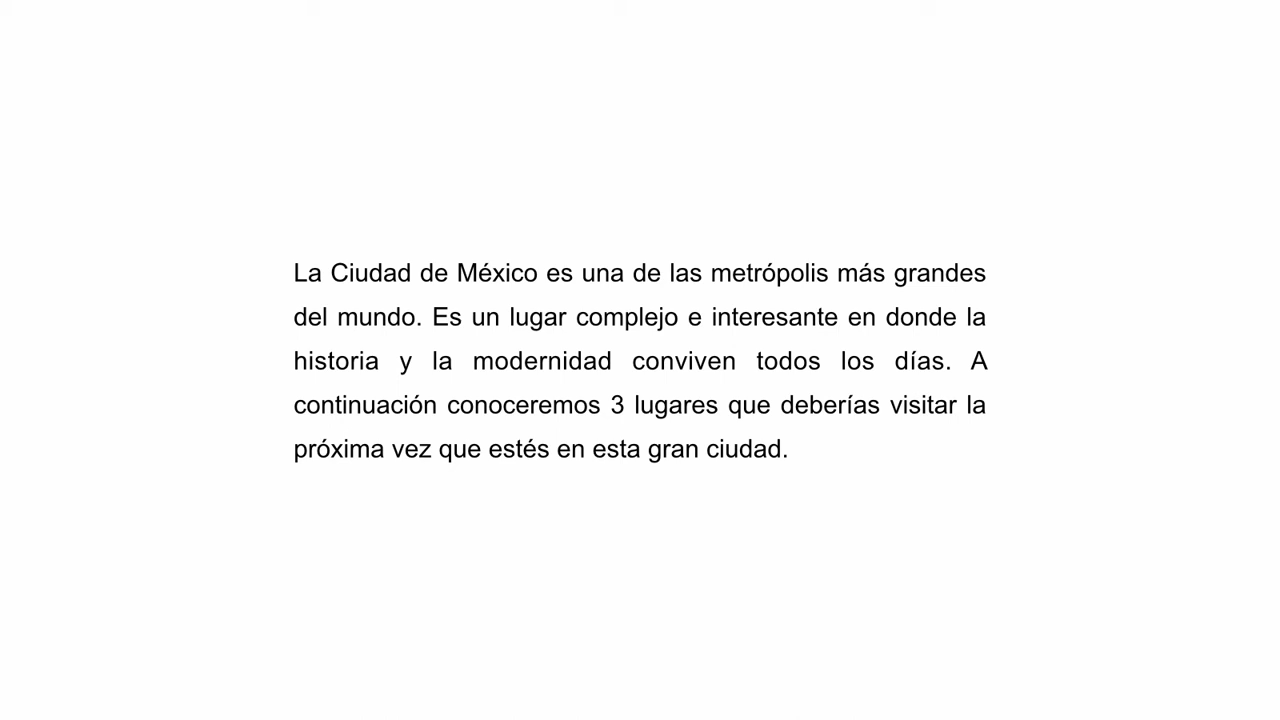 La Ciudad de México es una de las metrópolis más grandes
del mundo. Es un lugar complejo e interesante en donde la
historia y la modernidad conviven todos los días. A
continuación conoceremos 3 lugares que deberías visitar la
próxima vez que estés en esta gran ciudad.